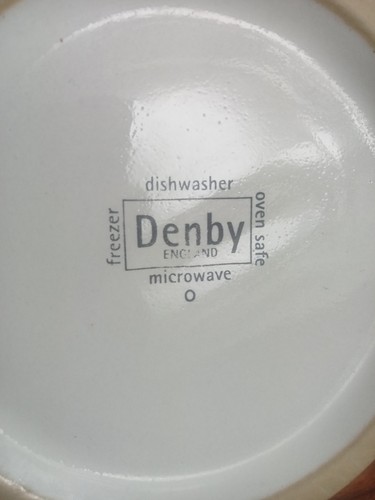 dishwasher
freezer
Denby
oven safe
ENGLAND
microwave
O